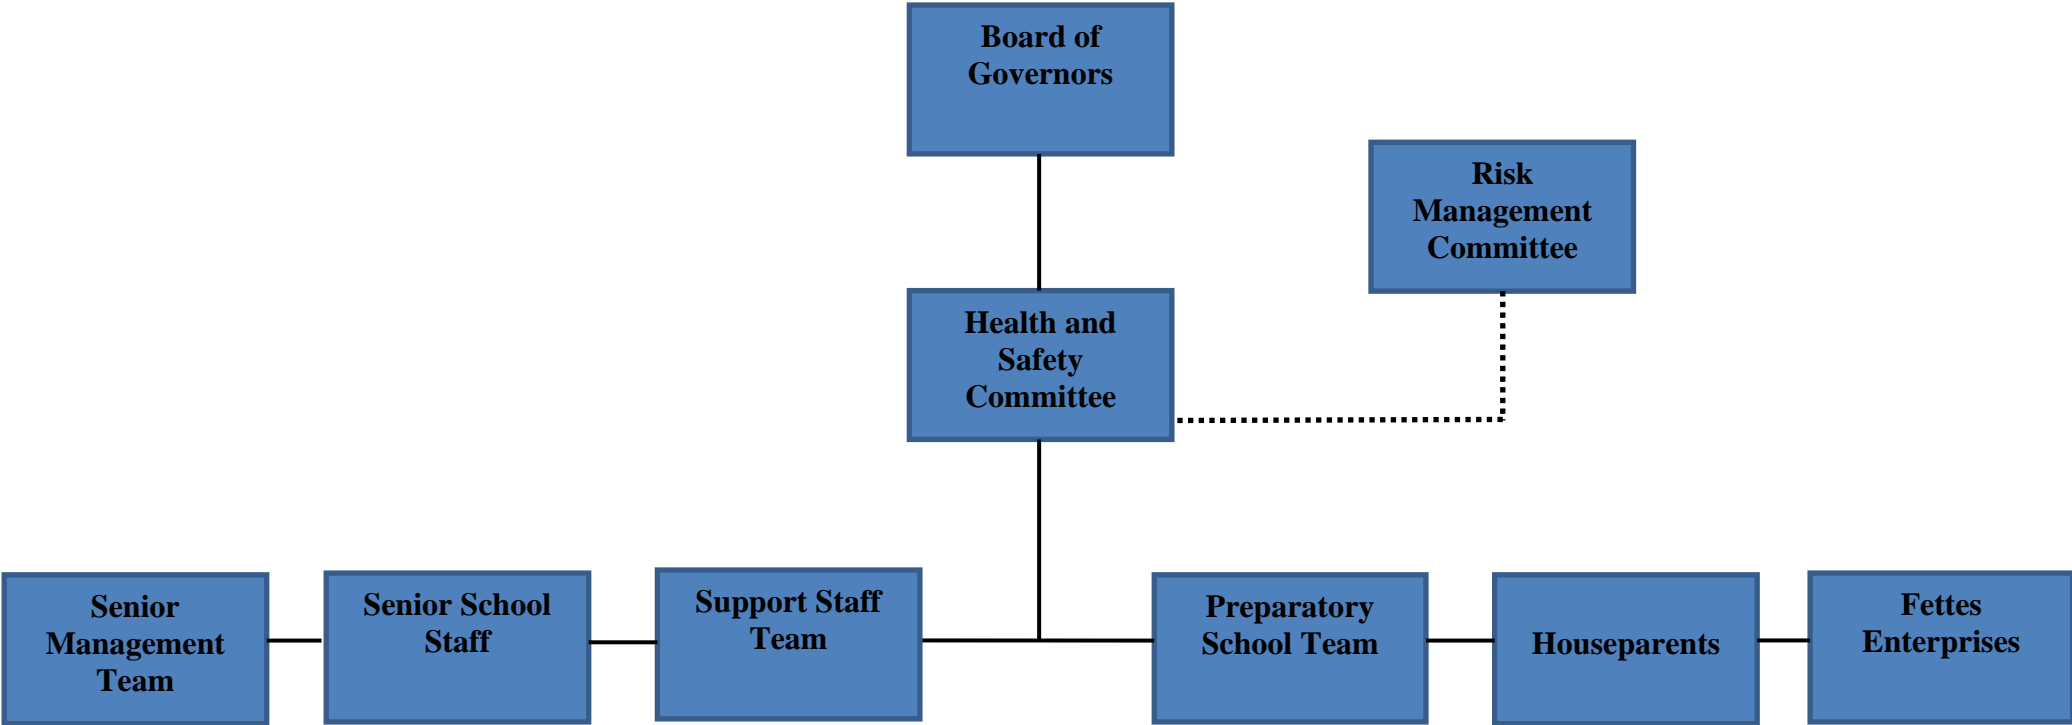 Board of
Governors
Risk
Management
Committee
Health and
Safety
Committee
Senior
Management
Team
Senior School
Staff
Support Staff
Team
Preparatory
School Team
Houseparents
Fettes
Enterprises